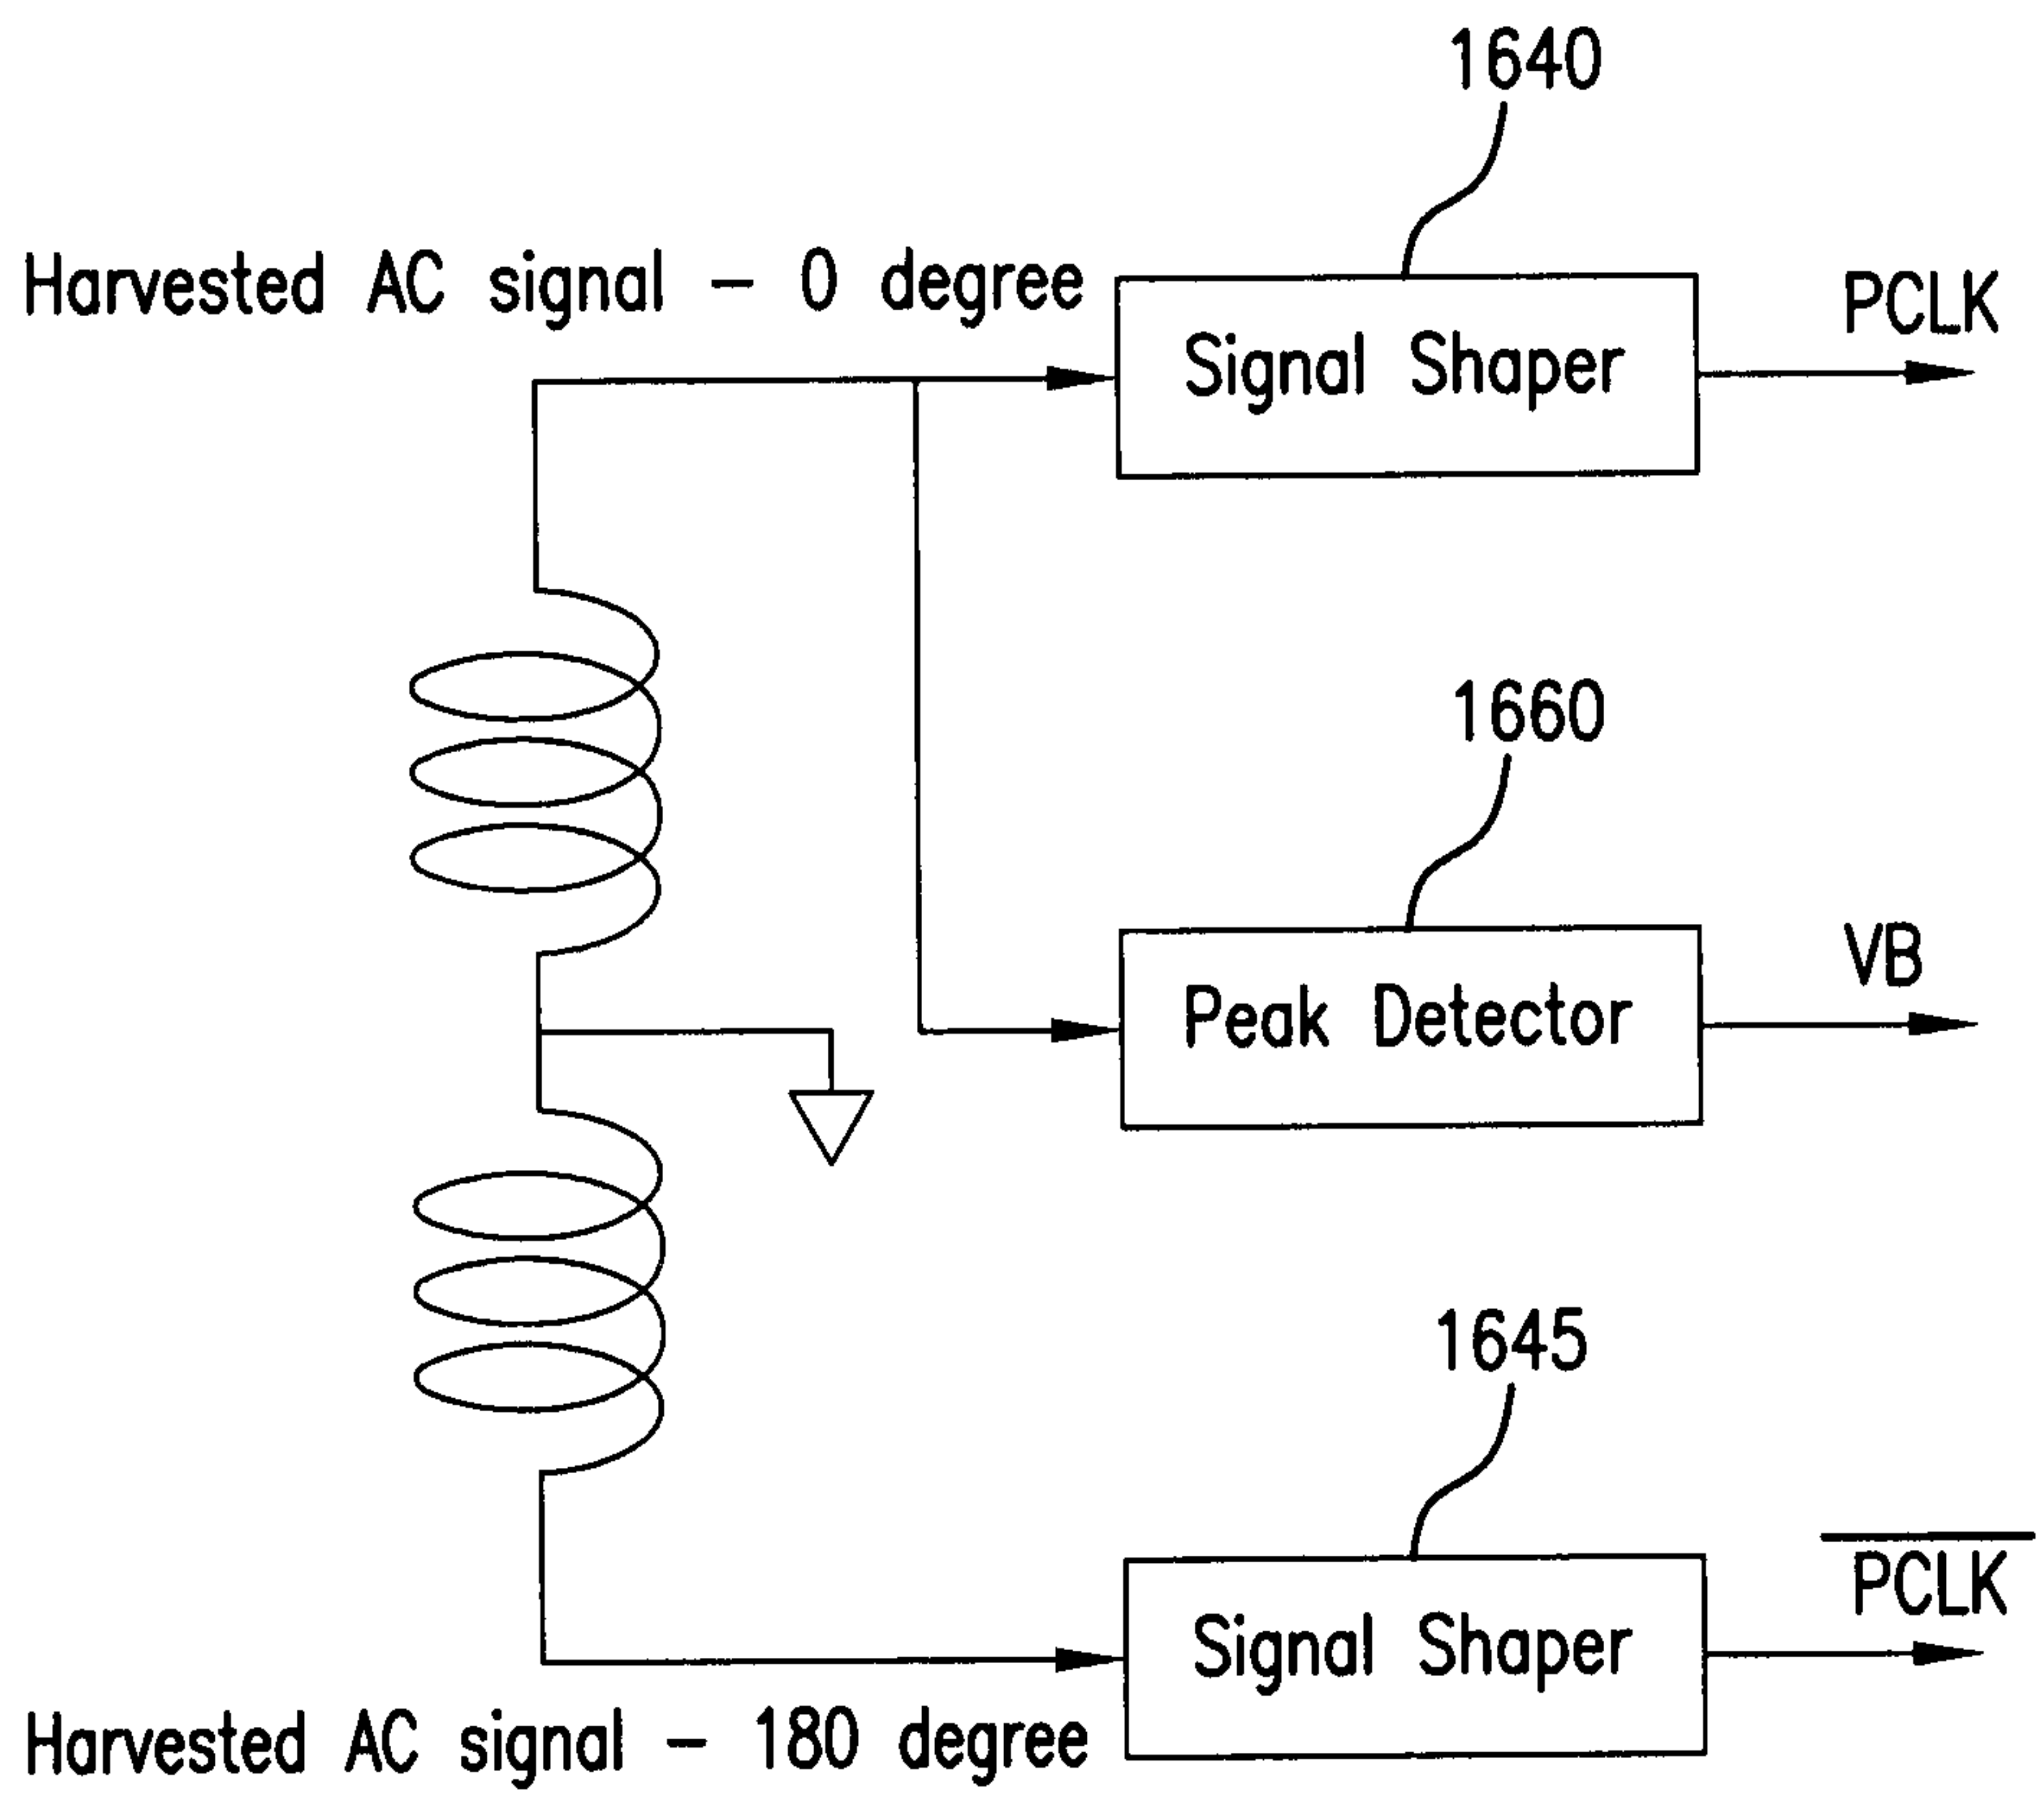 1640
Harvested AC signal – 0 degree
PCLK
Signal Shaper
1660
VB
Peak Detector
1645
P̅C̅L̅K̅
Signal Shaper
Harvested AC signal – 180 degree